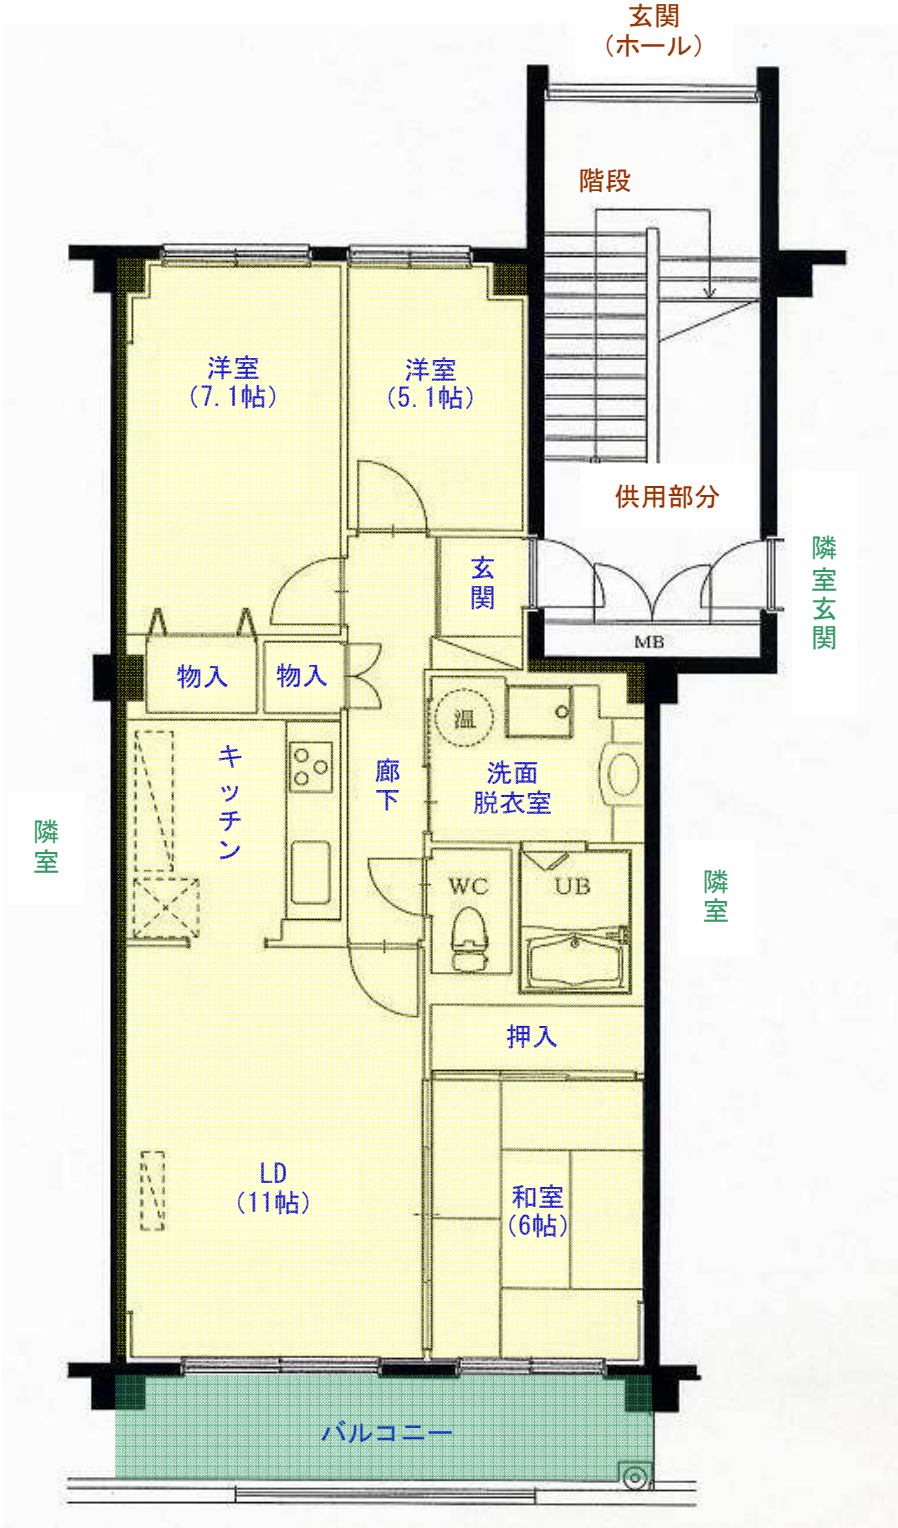 玄関
（ホール）
階段
洋室
（7.1帖）
洋室
（5.1帖）
供用部分
玄
関
隣
室
玄
関
MB
物入
物入
温
キ
ッ
チ
ン
廊
下
洗面
脱衣室
隣
室
WC
UB
隣
室
押入
LD
（11帖）
和室
（6帖）
バルコニー